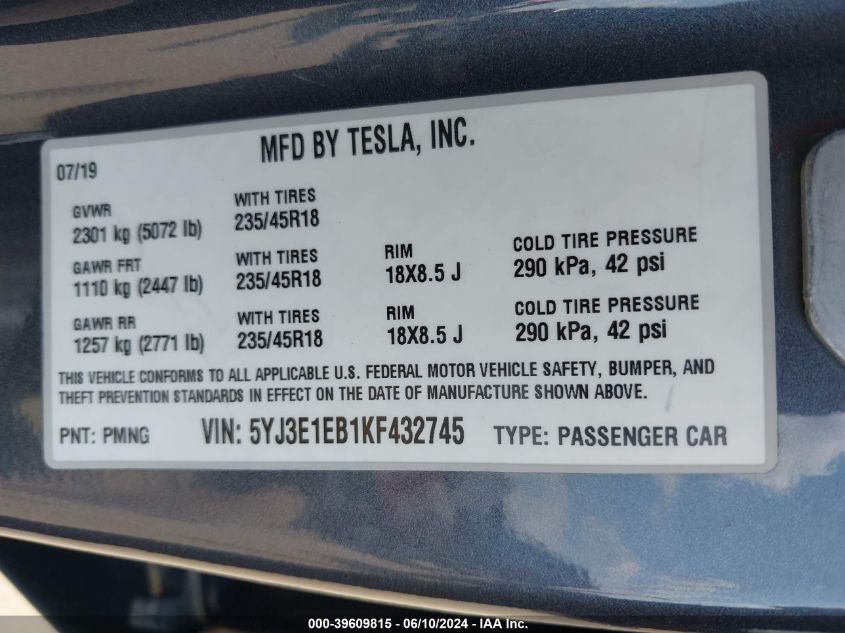 MFD BY TESLA, INC.
07/19
GVWR
2301 kg (5072 lb)
WITH TIRES
235/45R18
GAWR FRT
1110 kg (2447 lb)
WITH TIRES
235/45R18
RIM
18X8.5 J
COLD TIRE PRESSURE
290 kPa, 42 psi
GAWR RR
1257 kg (2771 lb)
WITH TIRES
235/45R18
RIM
18X8.5 J
COLD TIRE PRESSURE
290 kPa, 42 psi
THIS VEHICLE CONFORMS TO ALL APPLICABLE U.S. FEDERAL MOTOR VEHICLE SAFETY, BUMPER, AND
THEFT PREVENTION STANDARDS IN EFFECT ON THE DATE OF MANUFACTURE SHOWN ABOVE.
PNT: PMNG
VIN: 5YJ3E1EB1KF432745
TYPE: PASSENGER CAR
000-39609815 - 06/10/2024 - IAA Inc.